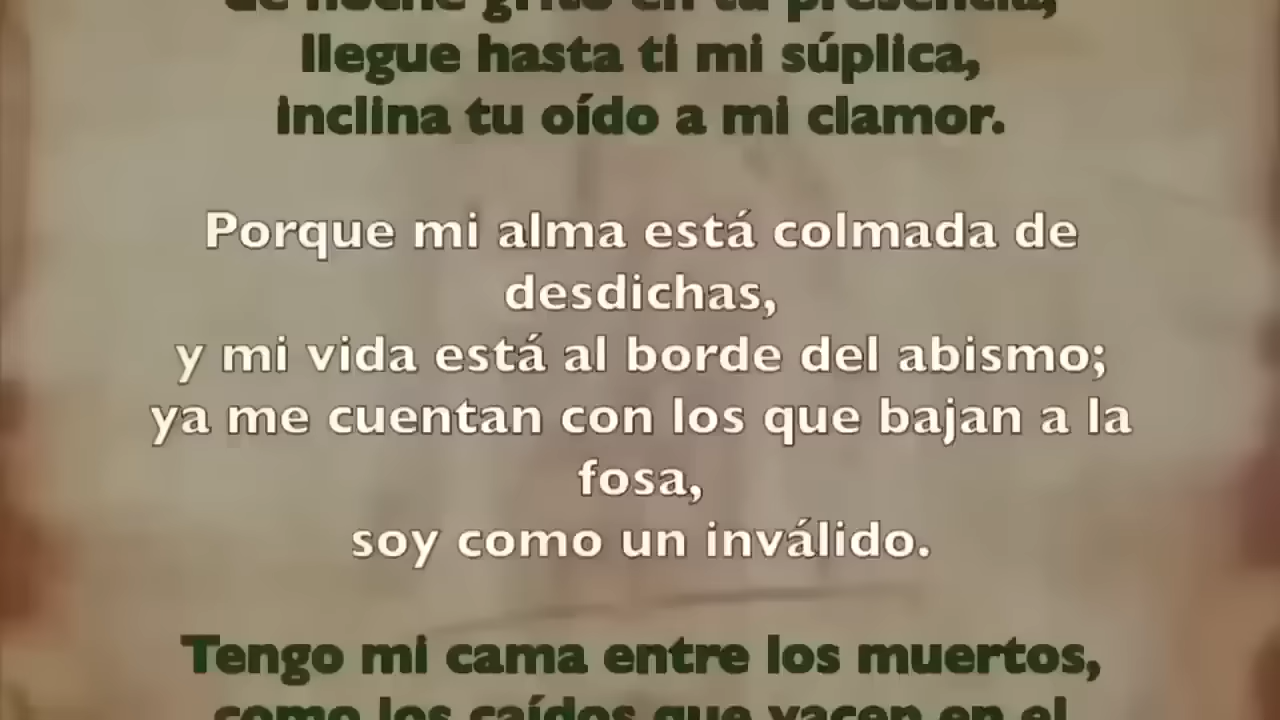 de noche grito en tu presencia,
llegue hasta ti mi súplica,
inclina tu oído a mi clamor.
Porque mi alma está colmada de
desdichas,
y mi vida está al borde del abismo;
ya me cuentan con los que bajan a la
fosa,
soy como un inválido.
Tengo mi cama entre los muertos,
como los caídos que yacen en el